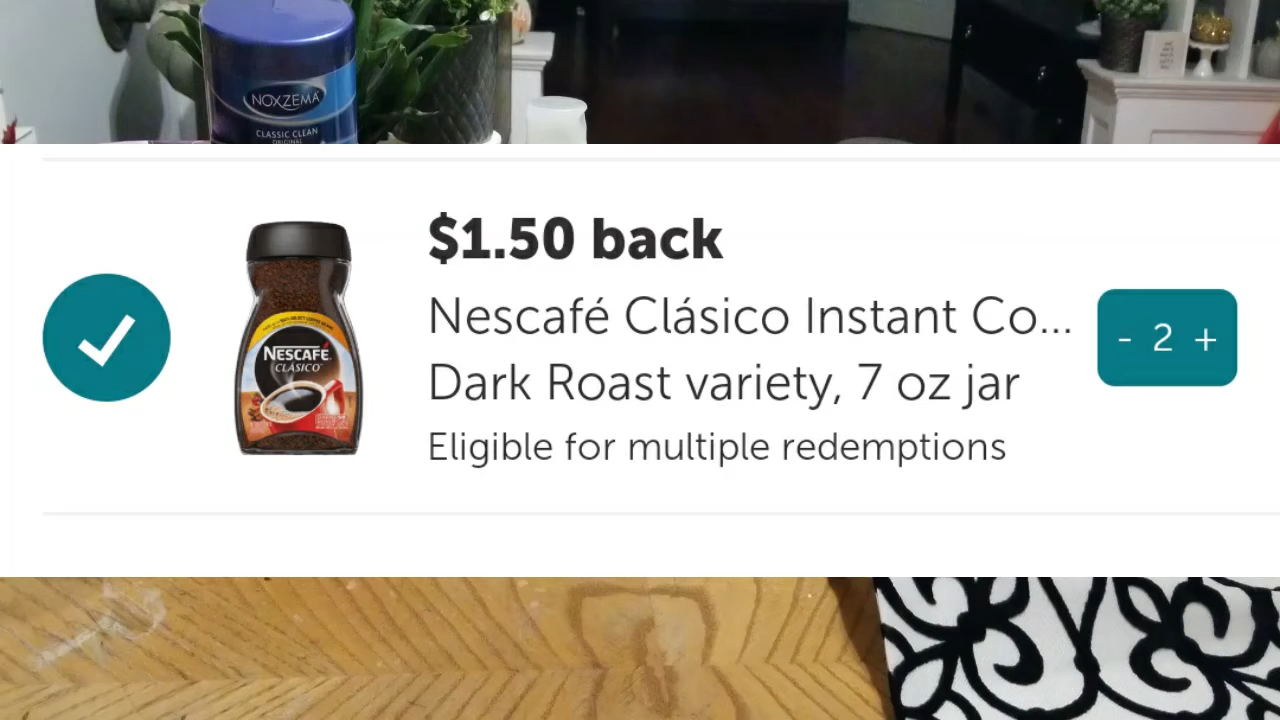 NOXZEMA
CLASSIC CLEAN
ORIGINAL
$1.50 back
Nescafé Clásico Instant Co...
Dark Roast variety, 7 oz jar
Eligible for multiple redemptions
- 2 +
NESCAFÉ
CLÁSICO